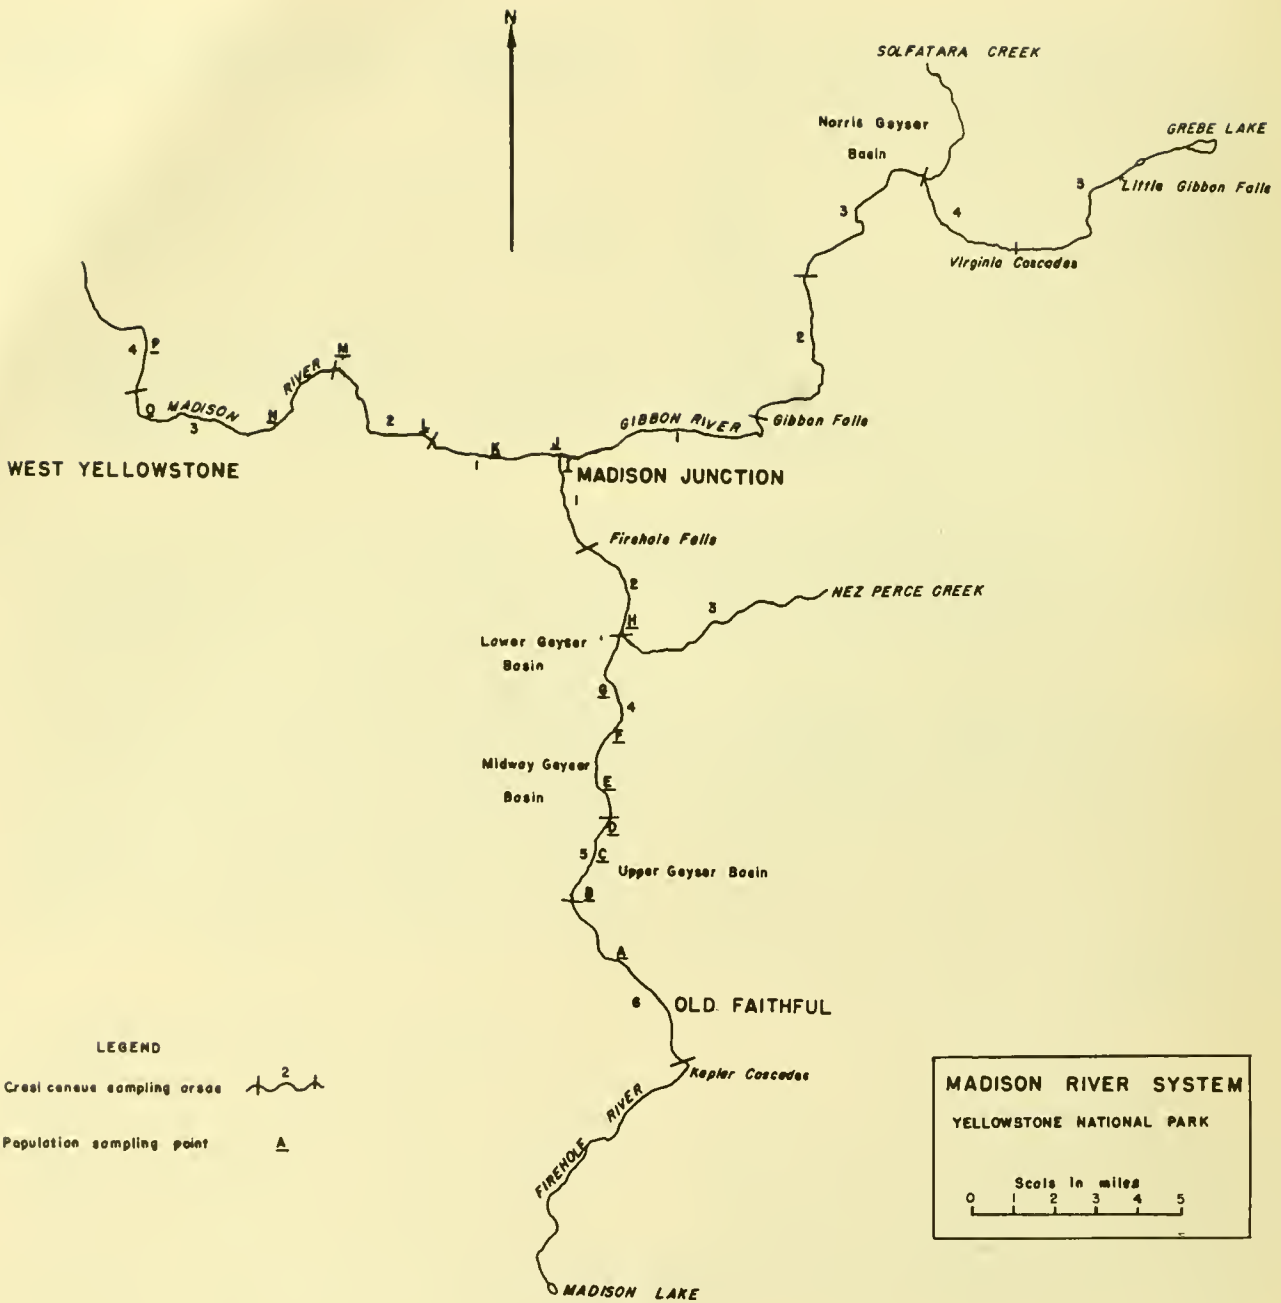 N
SOLFATARA CREEK
Norris Geyser
Basin
GREBE LAKE
5
Little Gibbon Falls
3
4
Virginia Cascades
2
4
P
M
RIVER
O
MADISON
N
3
2
L
GIBBON RIVER
1
Gibbon Falls
K
1
J
I
WEST YELLOWSTONE
MADISON JUNCTION
1
Firehole Falls
2
NEZ PERCE CREEK
3
H
Lower Geyser
Basin
G
4
F
Midway Geyser
Basin
E
D
5
C
Upper Geyser Basin
B
A
6
OLD FAITHFUL
Kepler Cascades
FIREHOLE RIVER
MADISON LAKE
LEGEND
Creel census sampling areas
2
Population sampling point
A
MADISON RIVER SYSTEM
YELLOWSTONE NATIONAL PARK
Scale in miles
0 1 2 3 4 5